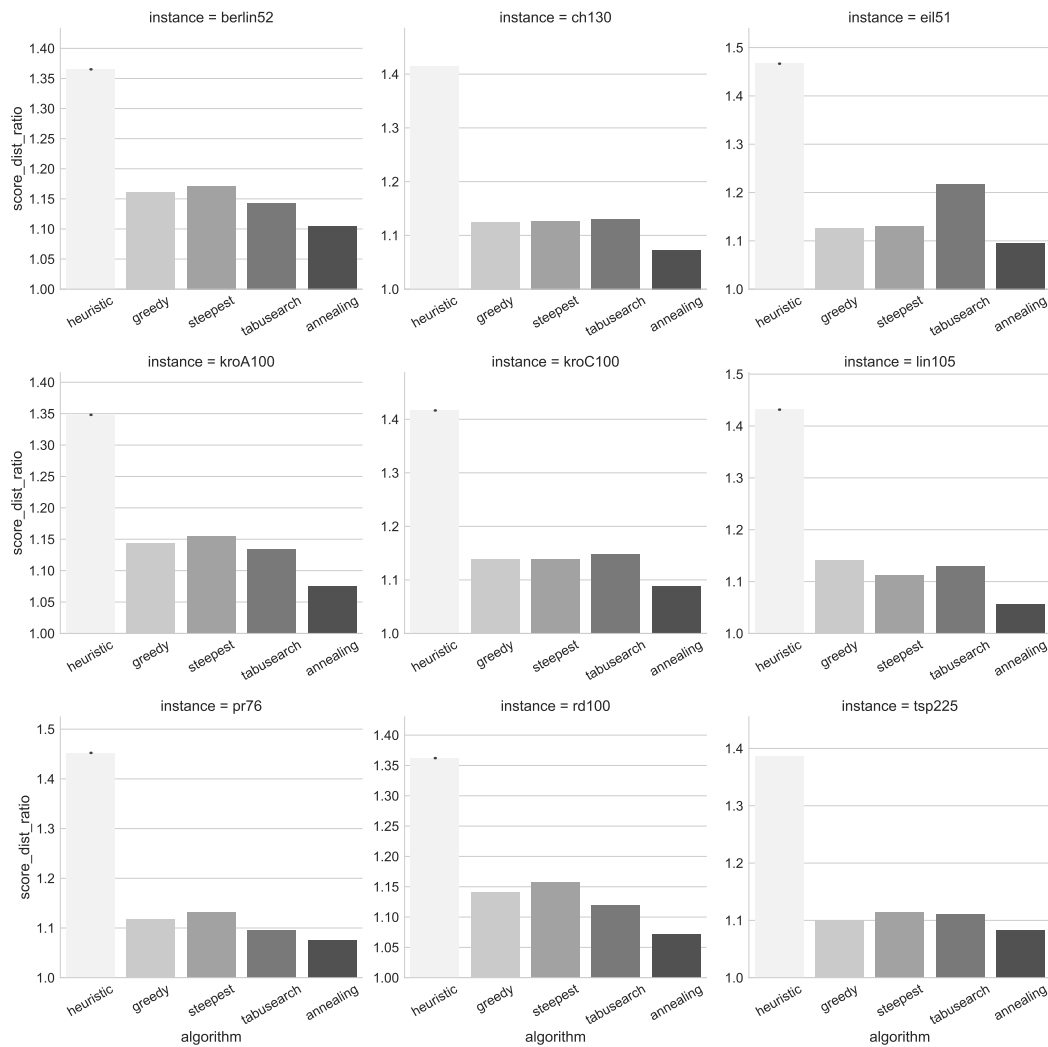 instance = berlin52
score_dist_ratio
1.40
1.35
1.30
1.25
1.20
1.15
1.10
1.05
1.00
heuristic greedy steepest tabusearch annealing
instance = ch130
1.4
1.3
1.2
1.1
1.0
heuristic greedy steepest tabusearch annealing
instance = eil51
1.5
1.4
1.3
1.2
1.1
1.0
heuristic greedy steepest tabusearch annealing
instance = kroA100
score_dist_ratio
1.40
1.35
1.30
1.25
1.20
1.15
1.10
1.05
1.00
heuristic greedy steepest tabusearch annealing
instance = kroC100
1.4
1.3
1.2
1.1
1.0
heuristic greedy steepest tabusearch annealing
instance = lin105
1.5
1.4
1.3
1.2
1.1
1.0
heuristic greedy steepest tabusearch annealing
instance = pr76
score_dist_ratio
1.5
1.4
1.3
1.2
1.1
1.0
heuristic greedy steepest tabusearch annealing
algorithm
instance = rd100
1.40
1.35
1.30
1.25
1.20
1.15
1.10
1.05
1.00
heuristic greedy steepest tabusearch annealing
algorithm
instance = tsp225
1.4
1.3
1.2
1.1
1.0
heuristic greedy steepest tabusearch annealing
algorithm